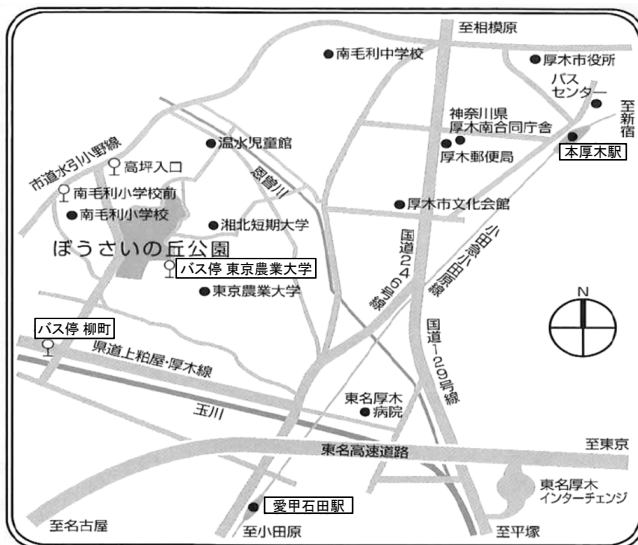 至相模原
南毛利中学校
厚木市役所
バス
センター
至新宿
神奈川県
厚木南合同庁舎
本厚木駅
厚木郵便局
温水児童館
恩曽川
市道水引小野線
高坪入口
南毛利小学校前
南毛利小学校
厚木市文化会館
湘北短期大学
ぼうさいの丘公園
小田急小田原線
国道246号線
バス停 東京農業大学
東京農業大学
N
バス停 柳町
国道129号線
県道上粕屋・厚木線
玉川
東名厚木
病院
至東京
東名高速道路
東名厚木
インターチェンジ
愛甲石田駅
至名古屋
至小田原
至平塚